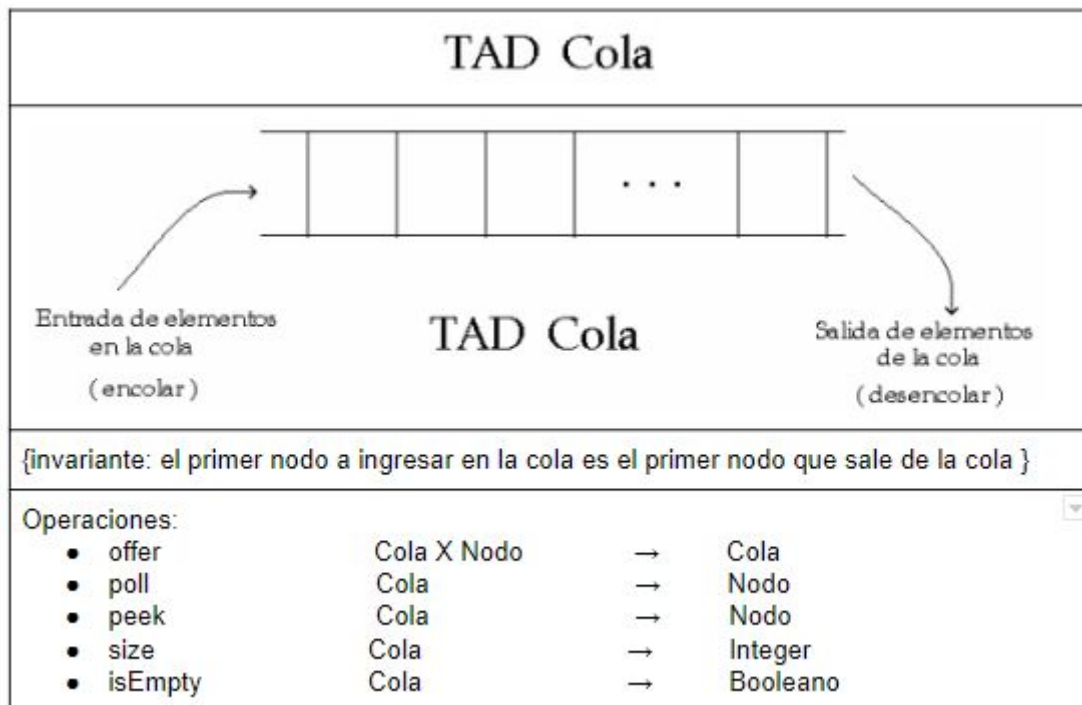 TAD Cola
. . .
Entrada de elementos
en la cola
( encolar )
TAD Cola
Salida de elementos
de la cola
( desencolar )
{invariante: el primer nodo a ingresar en la cola es el primer nodo que sale de la cola }
Operaciones:
● offer Cola X Nodo → Cola
● poll Cola → Nodo
● peek Cola → Nodo
● size Cola → Integer
● isEmpty Cola → Booleano